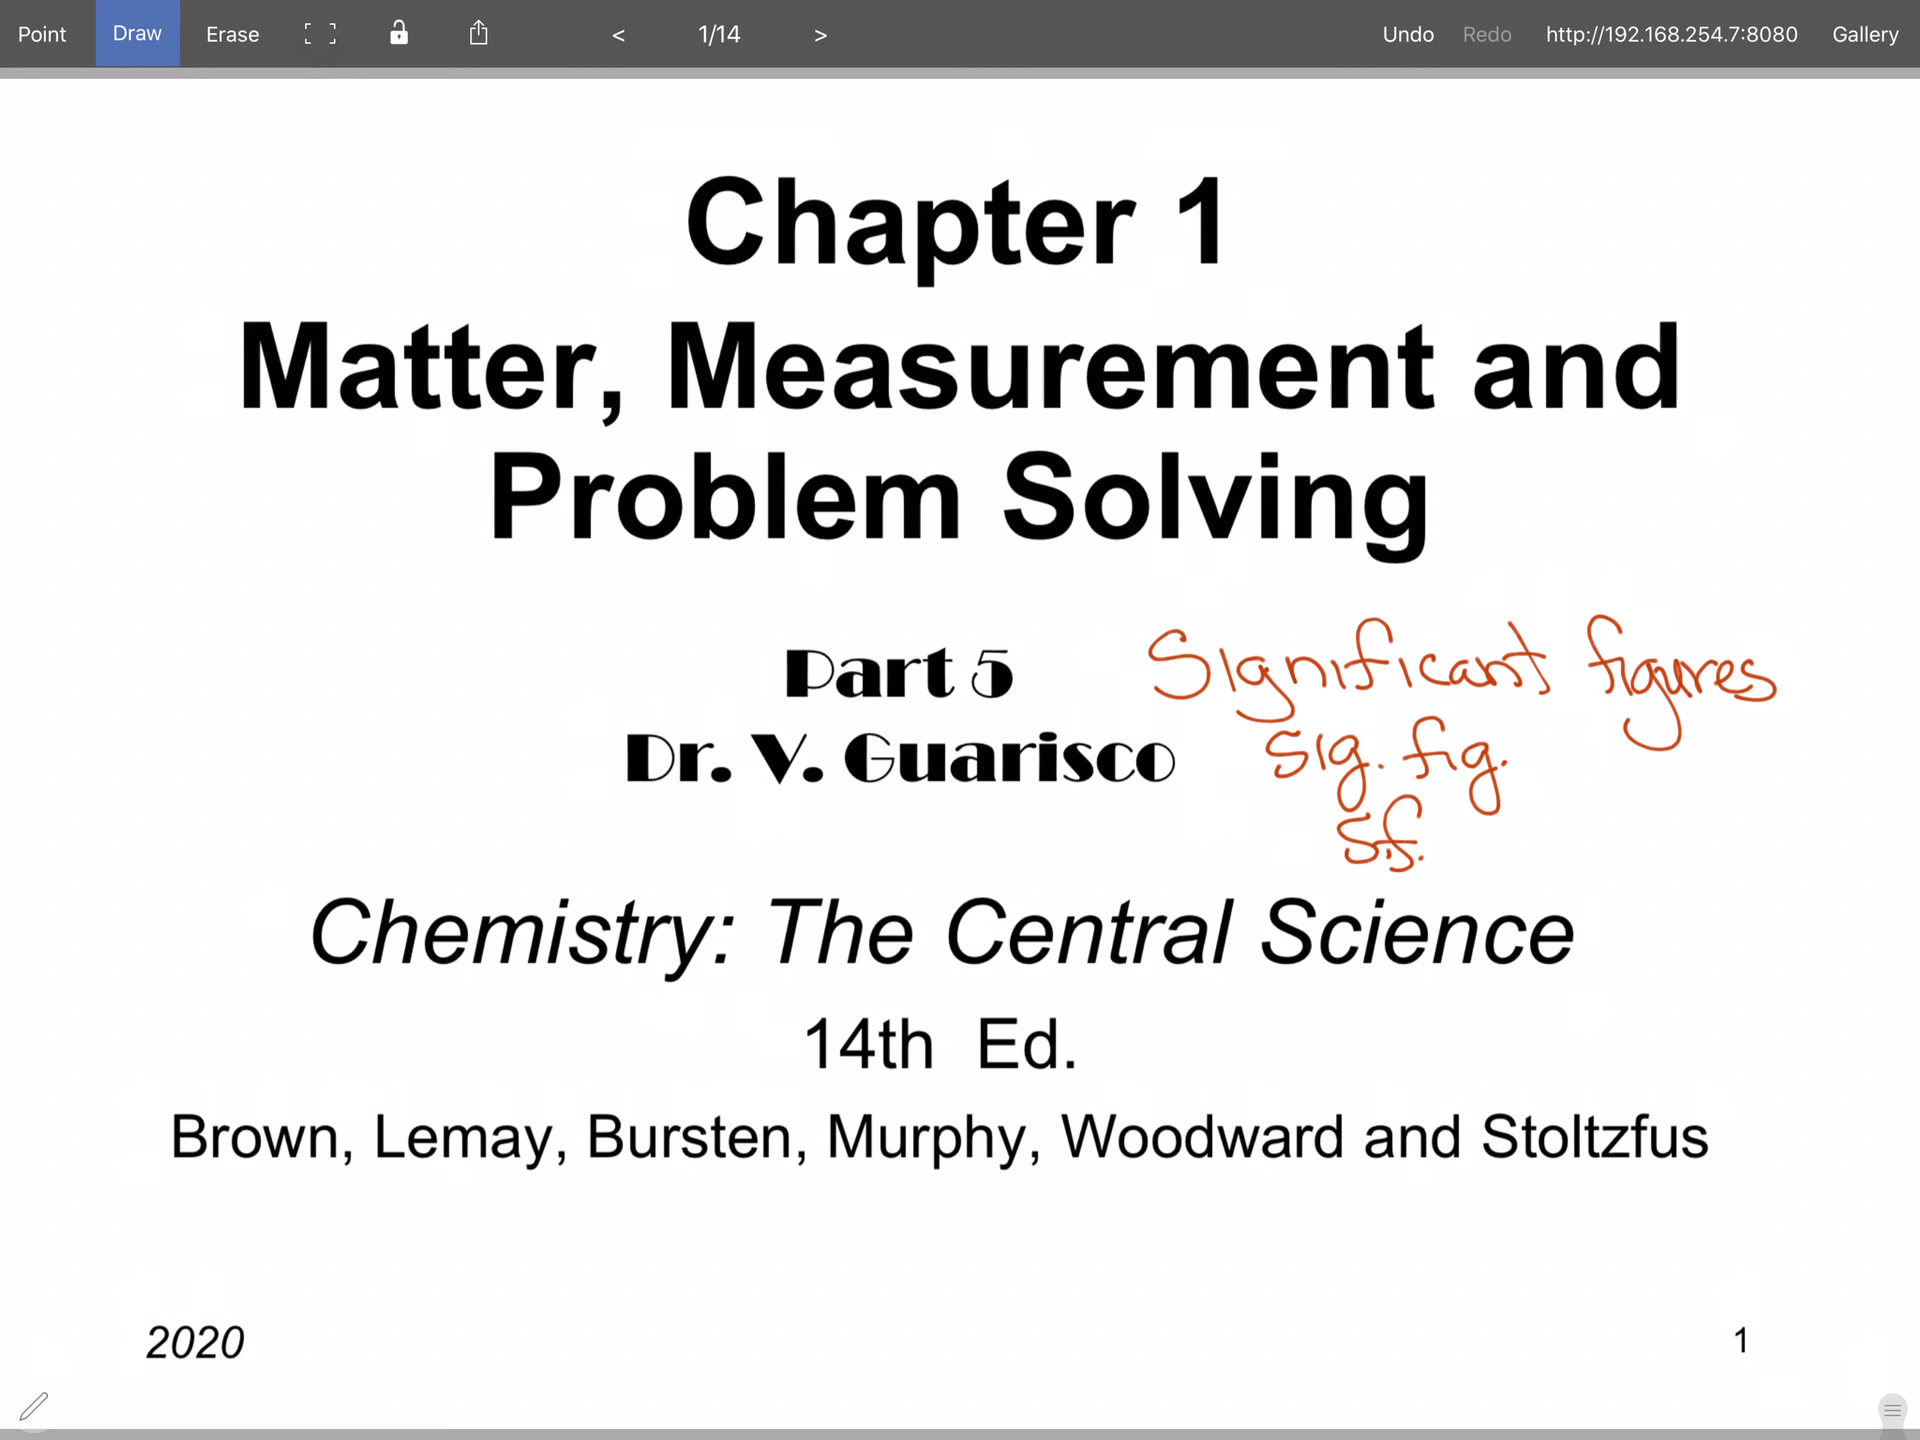 Point Draw Erase < 1/14 > Undo Redo http://192.168.254.7:8080 Gallery
Chapter 1
Matter, Measurement and
Problem Solving
Part 5
Significant figures
Dr. V. Guarisco
sig. fig.
s.f.
Chemistry: The Central Science
14th Ed.
Brown, Lemay, Bursten, Murphy, Woodward and Stoltzfus
2020
1